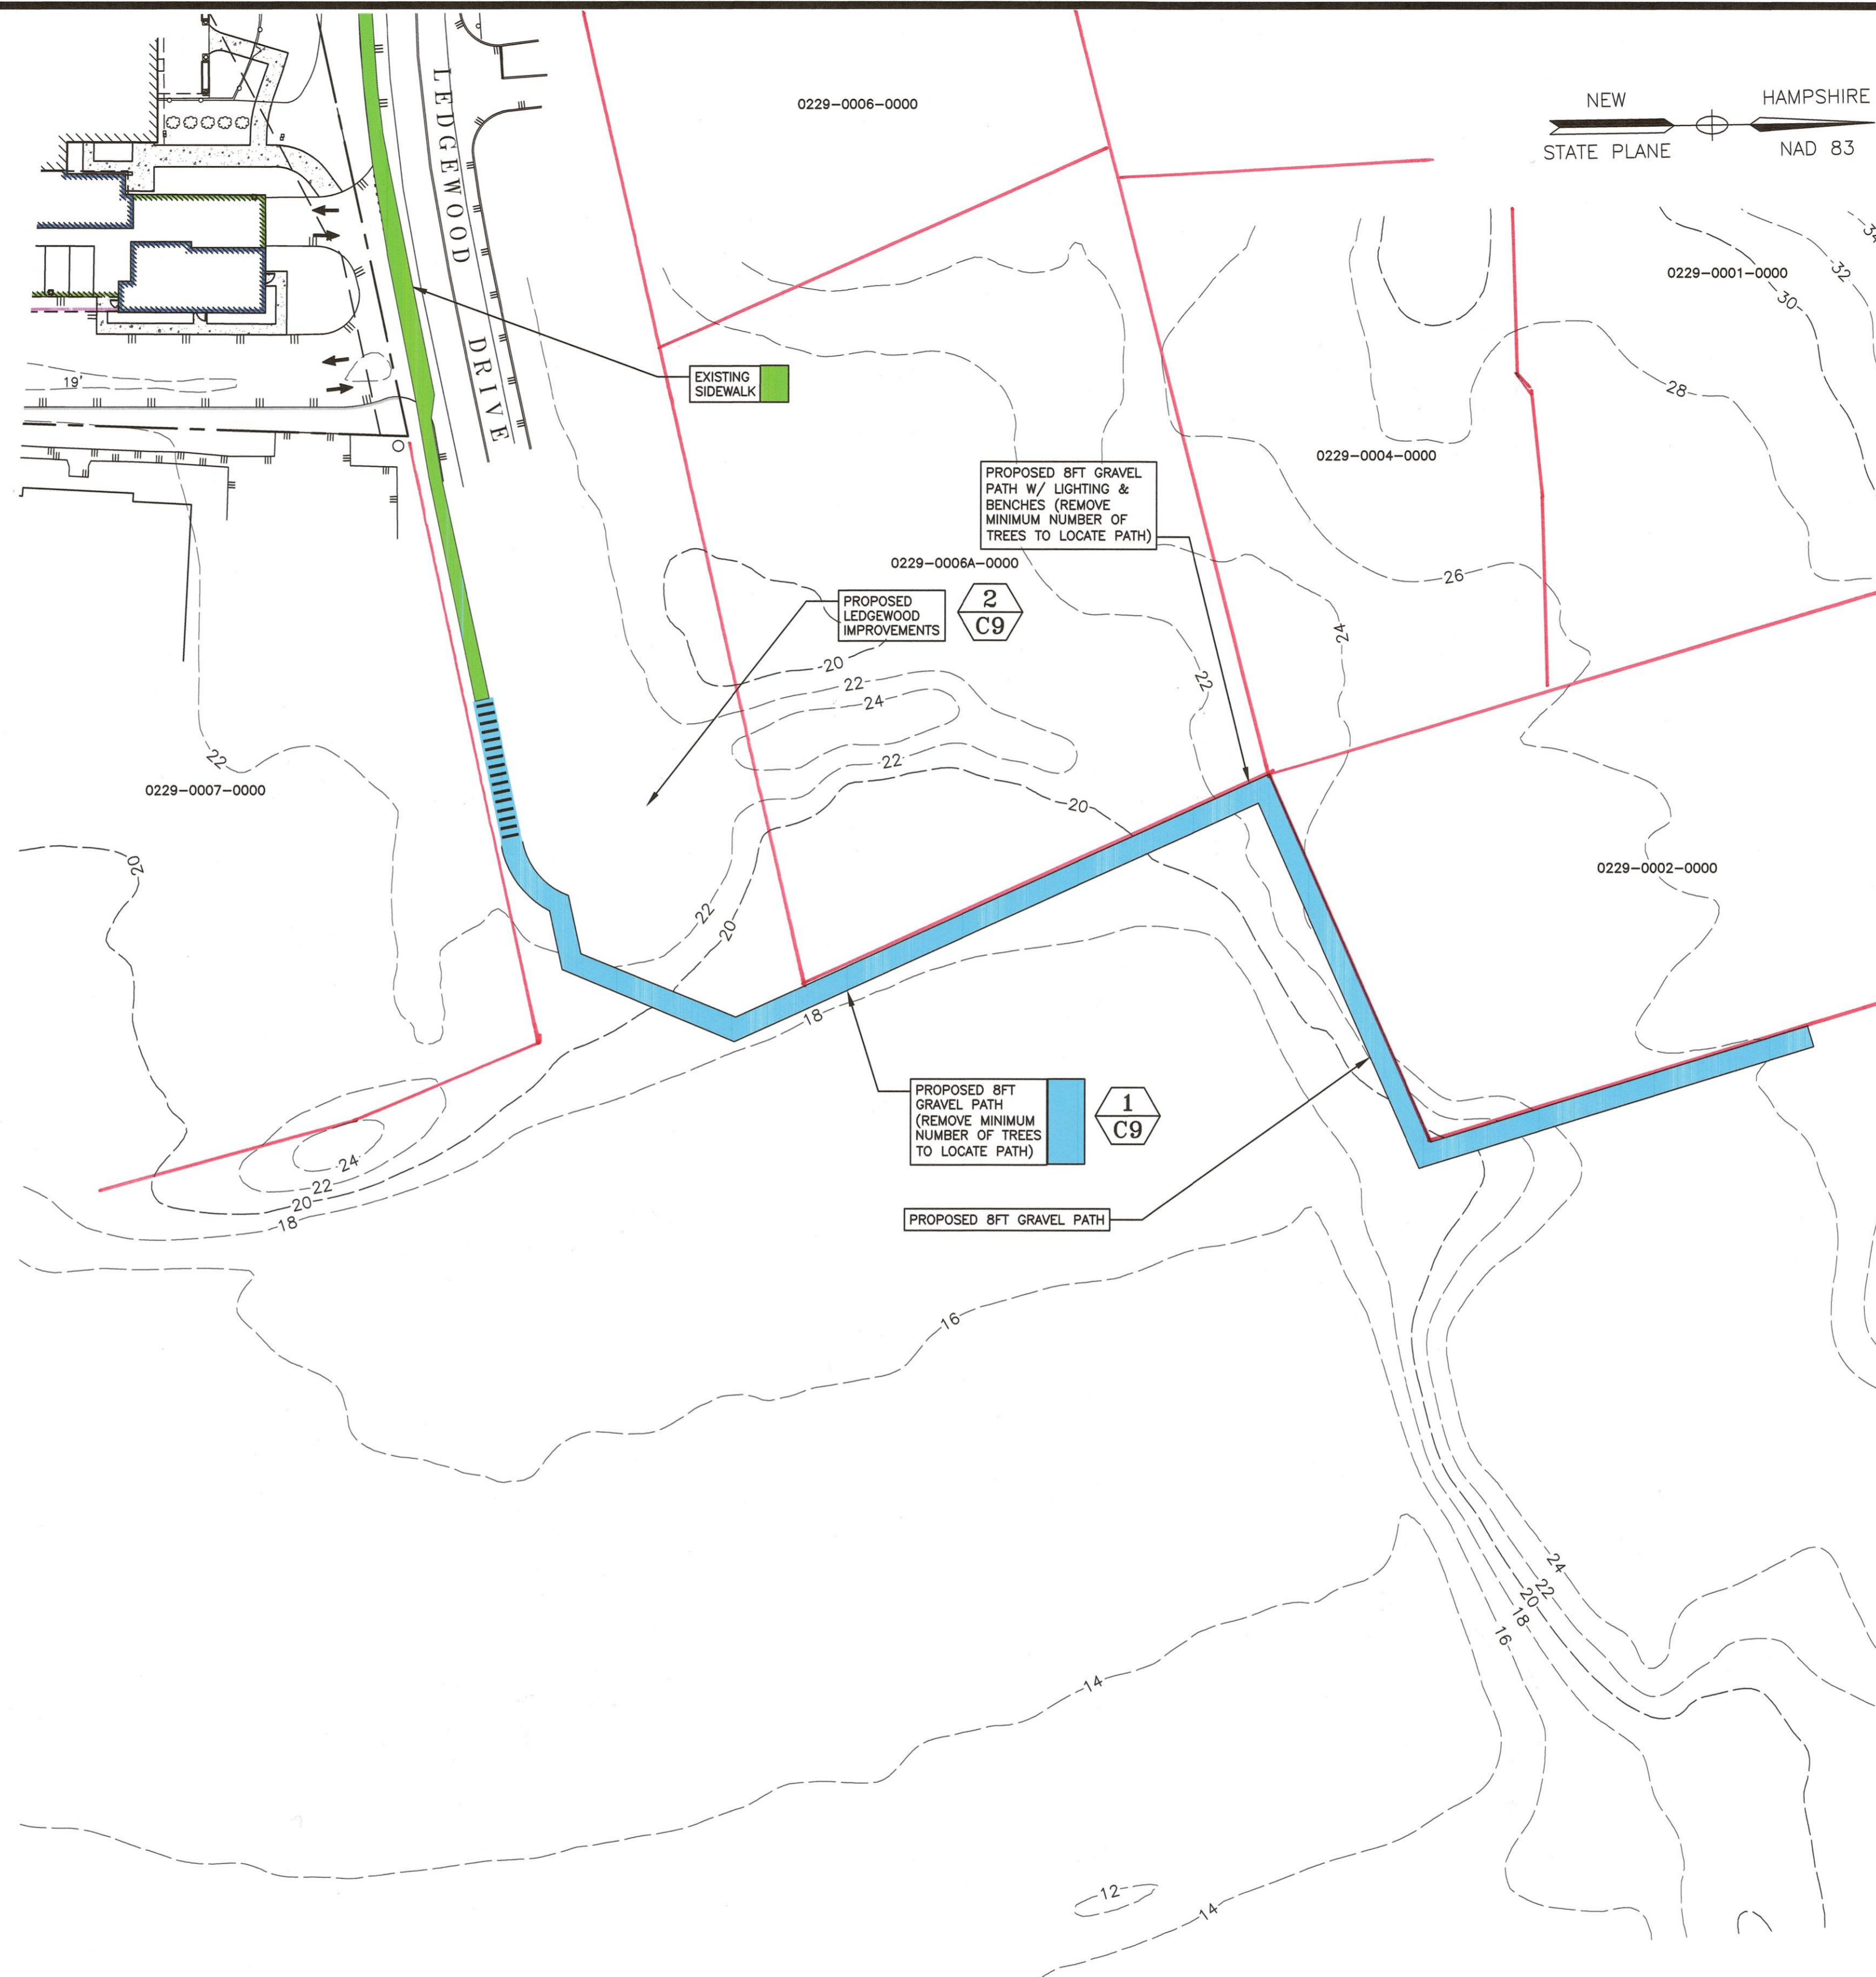 NEW HAMPSHIRE
STATE PLANE NAD 83
0229-0006-0000
LEDGEWOOD DRIVE
0229-0001-0000
34
32
30
28
EXISTING
SIDEWALK
19'
0229-0004-0000
PROPOSED 8FT GRAVEL
PATH W/ LIGHTING &
BENCHES (REMOVE
MINIMUM NUMBER OF
TREES TO LOCATE PATH)
0229-0006A-0000
26
24
22
PROPOSED
LEDGEWOOD
IMPROVEMENTS
2
C9
20
22
24
22
20
22
0229-0007-0000
20
0229-0002-0000
22
20
18
PROPOSED 8FT
GRAVEL PATH
(REMOVE MINIMUM
NUMBER OF TREES
TO LOCATE PATH)
1
C9
24
22
20
18
PROPOSED 8FT GRAVEL PATH
16
24
22
20
18
16
14
12
14